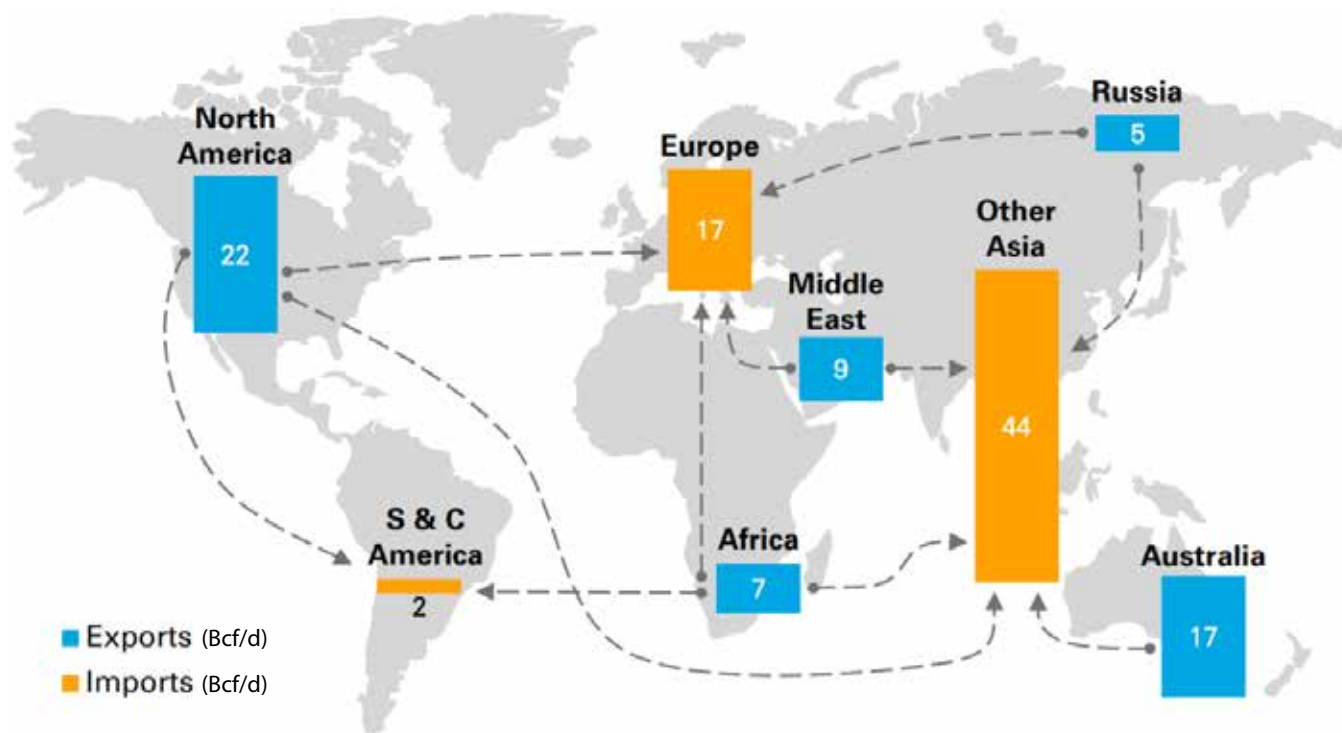 North
America
22
Europe
17
Russia
5
Other
Asia
44
Middle
East
9
S & C
America
2
Africa
7
Australia
17
Exports (Bcf/d)
Imports (Bcf/d)